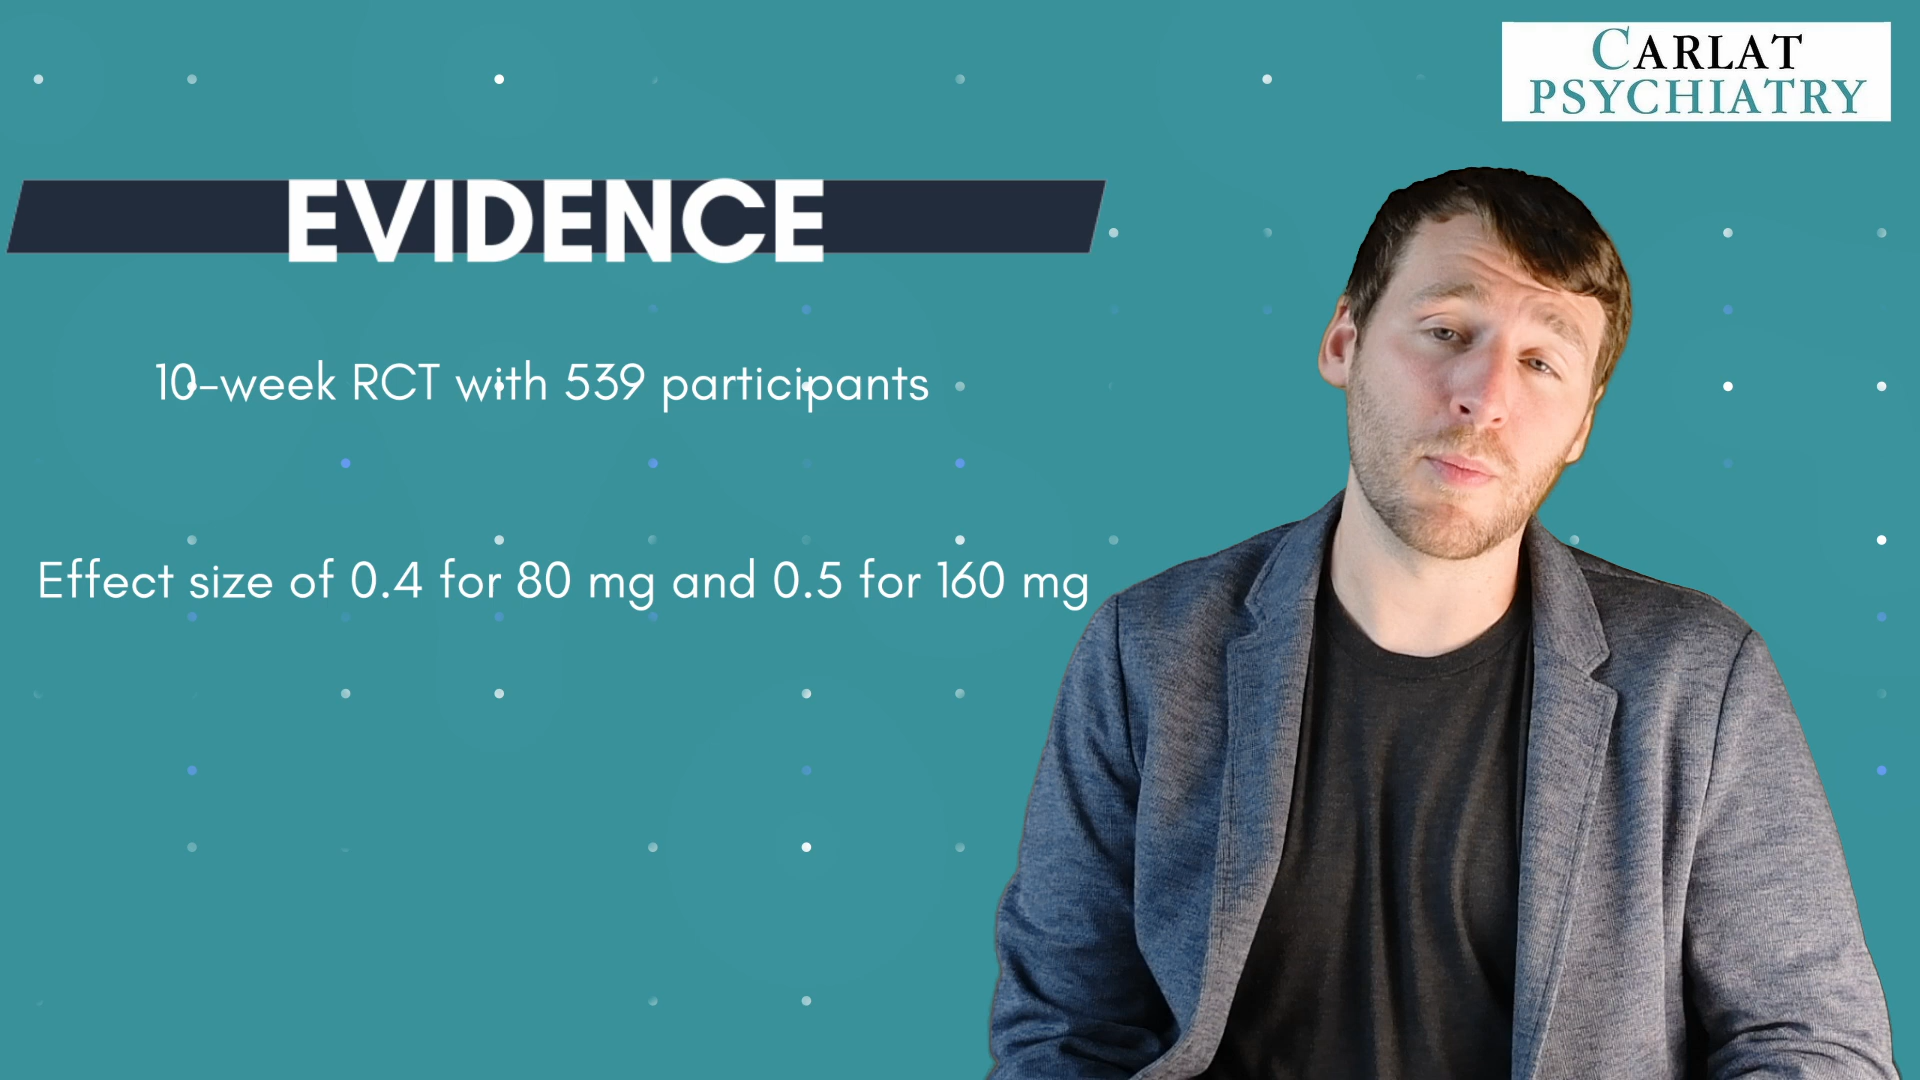 CARLAT
PSYCHIATRY
EVIDENCE
10-week RCT with 539 participants
Effect size of 0.4 for 80 mg and 0.5 for 160 mg